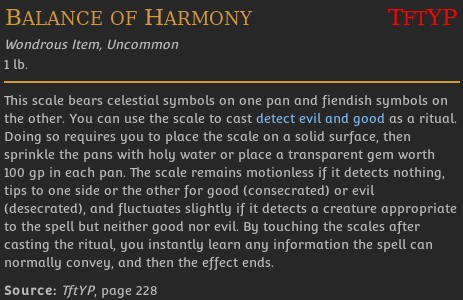 Balance of Harmony TftYP
Wondrous Item, Uncommon
1 lb.
This scale bears celestial symbols on one pan and fiendish symbols on
the other. You can use the scale to cast detect evil and good as a ritual.
Doing so requires you to place the scale on a solid surface, then
sprinkle the pans with holy water or place a transparent gem worth
100 gp in each pan. The scale remains motionless if it detects nothing,
tips to one side or the other for good (consecrated) or evil
(desecrated), and fluctuates slightly if it detects a creature appropriate
to the spell but neither good nor evil. By touching the scales after
casting the ritual, you instantly learn any information the spell can
normally convey, and then the effect ends.
Source: TftYP, page 228